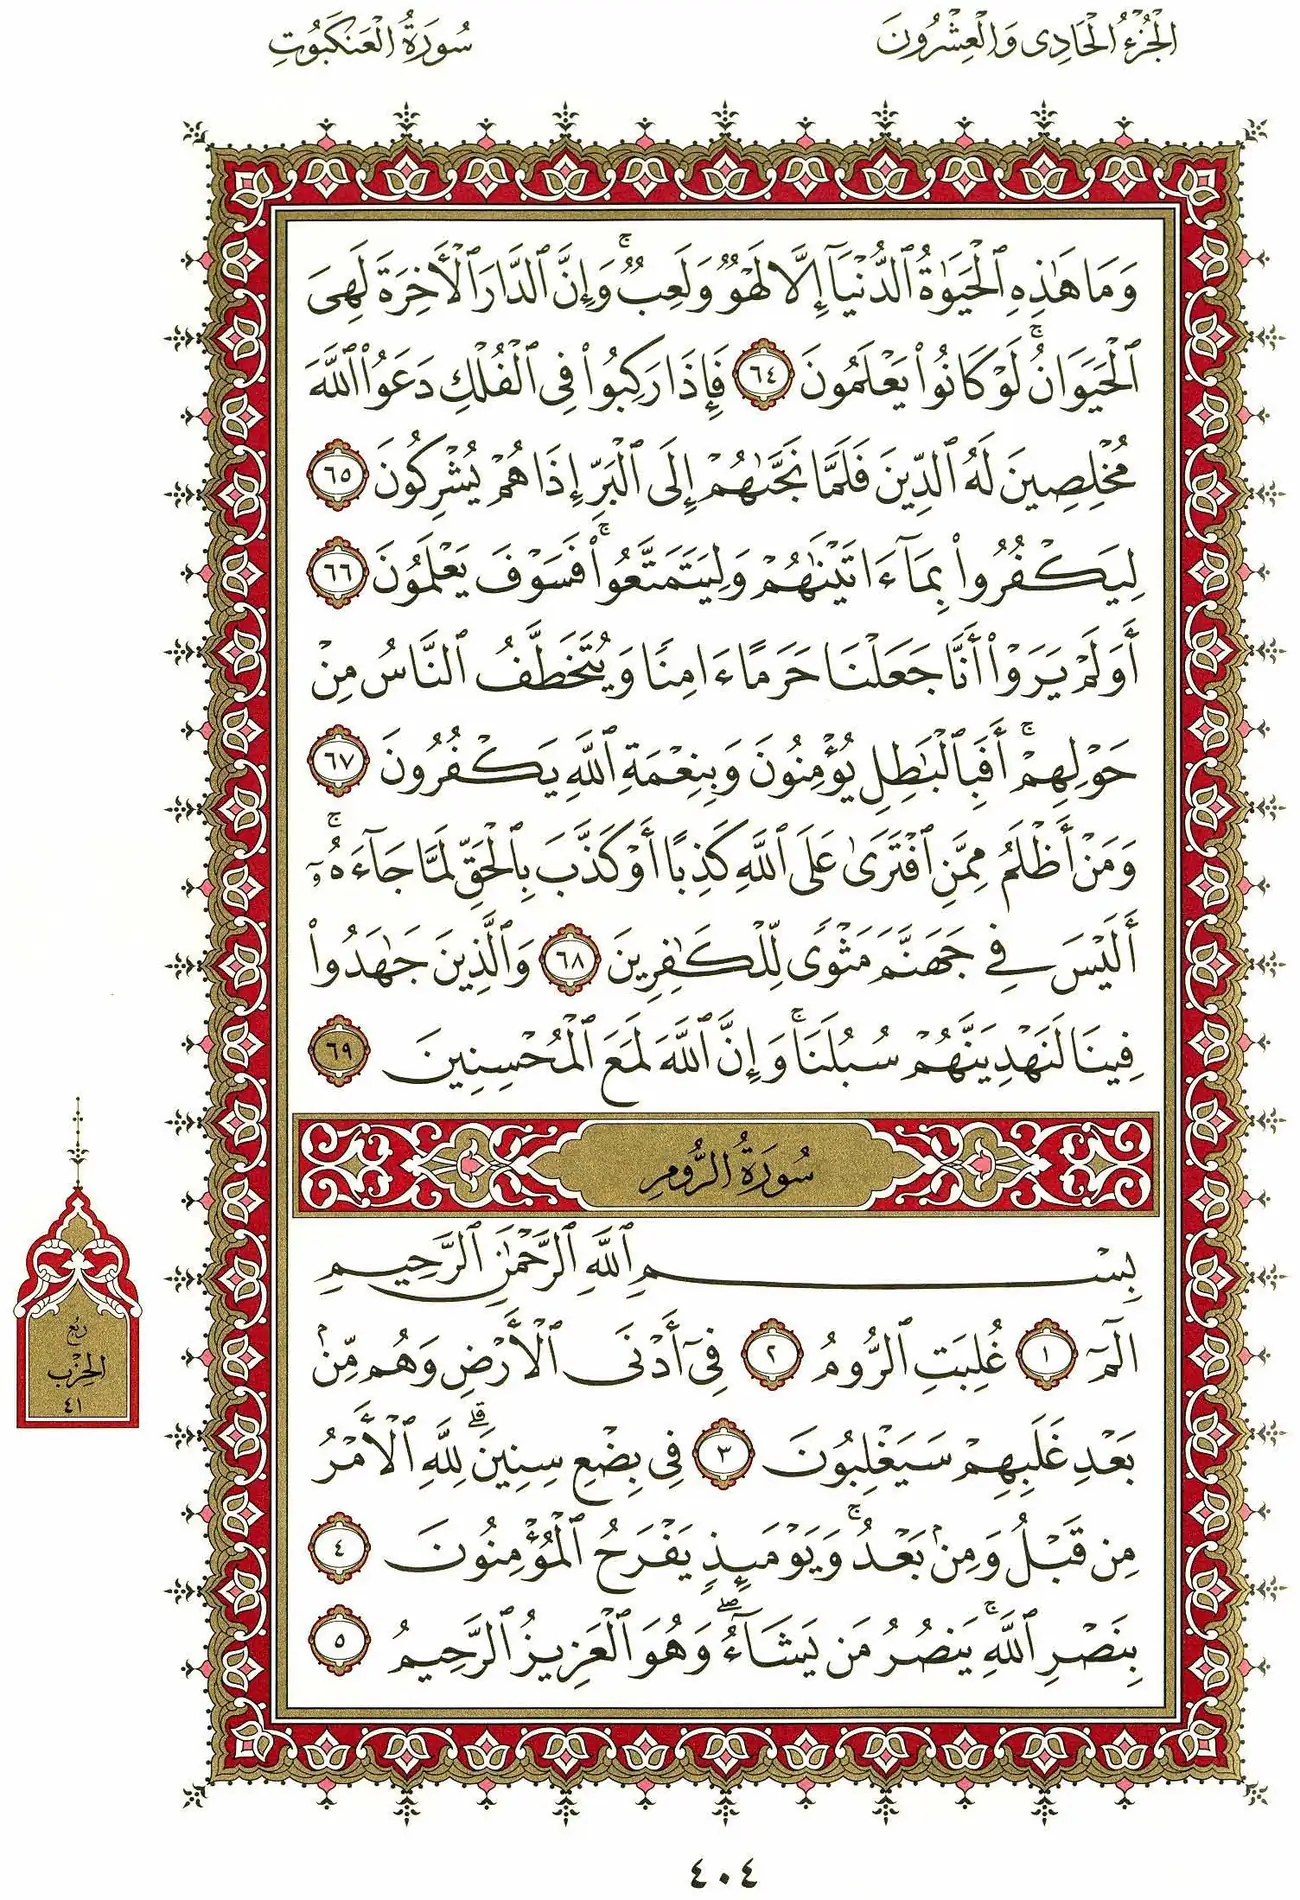 الجُزْءُ الحَادِى وَالعِشْرُونَ
سُورَةُ العَنكَبُوتِ
وَمَا هَٰذِهِ ٱلْحَيَوٰةُ ٱلدُّنْيَآ إِلَّا لَهْوٌ وَلَعِبٌ ۚ وَإِنَّ ٱلدَّارَ ٱلْأَخِرَةَ لَهِىَ
ٱلْحَيَوَانُ ۚ لَوْ كَانُوا۟ يَعْلَمُونَ ٦٤ فَإِذَا رَكِبُوا۟ فِى ٱلْفُلْكِ دَعَوُا۟ ٱللَّهَ
مُخْلِصِينَ لَهُ ٱلدِّينَ فَلَمَّا نَجَّىٰهُمْ إِلَى ٱلْبَرِّ إِذَا هُمْ يُشْرِكُونَ ٦٥
لِيَكْفُرُوا۟ بِمَآ ءَاتَيْنَٰهُمْ وَلِيَتَمَتَّعُوا۟ ۚ فَسَوْفَ يَعْلَمُونَ ٦٦
أَوَلَمْ يَرَوْا۟ أَنَّا جَعَلْنَا حَرَمًا ءَامِنًا وَيُتَخَطَّفُ ٱلنَّاسُ مِنْ
حَوْلِهِمْ ۚ أَفَبِٱلْبَٰطِلِ يُؤْمِنُونَ وَبِنِعْمَةِ ٱللَّهِ يَكْفُرُونَ ٦٧
وَمَنْ أَظْلَمُ مِمَّنِ ٱفْتَرَىٰ عَلَى ٱللَّهِ كَذِبًا أَوْ كَذَّبَ بِٱلْحَقِّ لَمَّا جَآءَهُۥٓ ۚ
أَلَيْسَ فِى جَهَنَّمَ مَثْوًى لِّلْكَٰفِرِينَ ٦٨ وَٱلَّذِينَ جَٰهَدُوا۟
فِينَا لَنَهْدِيَنَّهُمْ سُبُلَنَا ۚ وَإِنَّ ٱللَّهَ لَمَعَ ٱلْمُحْسِنِينَ ٦٩
سُورَةُ الرُّومِ
بِسْمِ ٱللَّهِ ٱلرَّحْمَٰنِ ٱلرَّحِيمِ
الٓمٓ ١ غُلِبَتِ ٱلرُّومُ ٢ فِىٓ أَدْنَى ٱلْأَرْضِ وَهُم مِّنۢ
بَعْدِ غَلَبِهِمْ سَيَغْلِبُونَ ٣ فِى بِضْعِ سِنِينَ ۗ لِلَّهِ ٱلْأَمْرُ
مِن قَبْلُ وَمِنۢ بَعْدُ ۚ وَيَوْمَئِذٍ يَفْرَحُ ٱلْمُؤْمِنُونَ ٤
بِنَصْرِ ٱللَّهِ ۚ يَنصُرُ مَن يَشَآءُ ۖ وَهُوَ ٱلْعَزِيزُ ٱلرَّحِيمُ ٥
رُبع
الحِزْب
٤١
٤٠٤